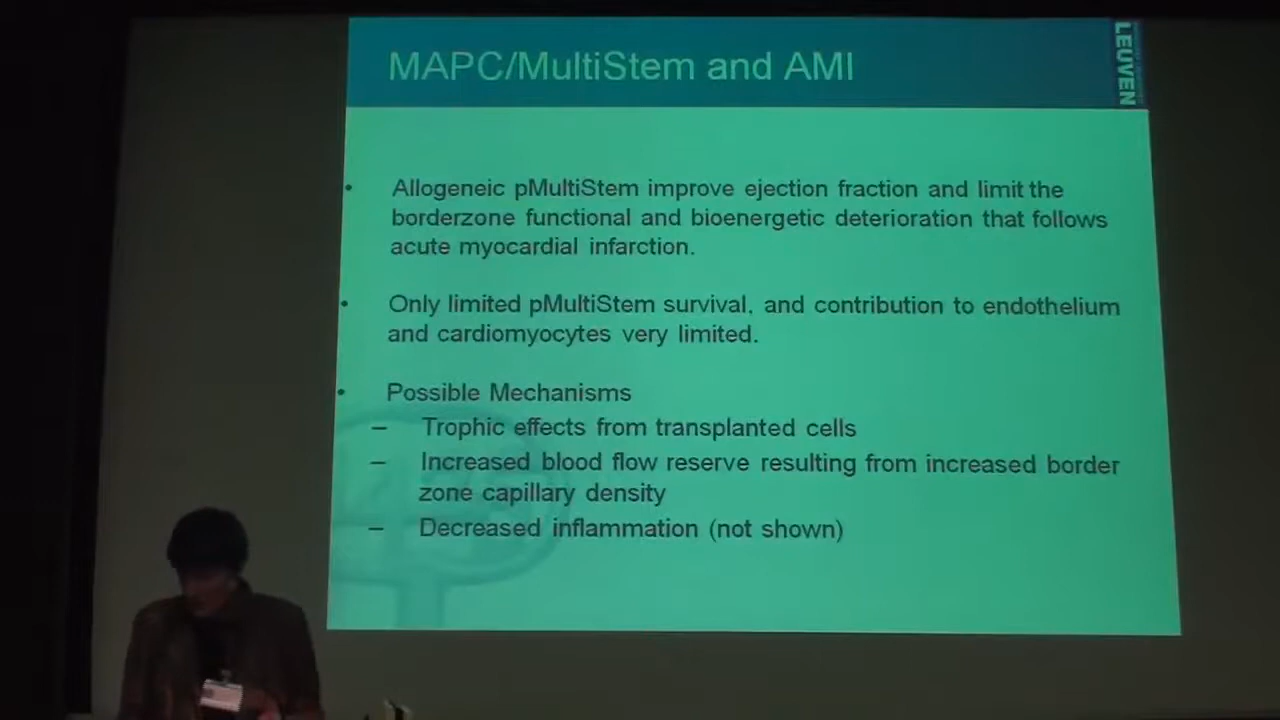 MAPC/MultiStem and AMI
LEUVEN
• Allogeneic pMultiStem improve ejection fraction and limit the
borderzone functional and bioenergetic deterioration that follows
acute myocardial infarction.
• Only limited pMultiStem survival, and contribution to endothelium
and cardiomyocytes very limited.
• Possible Mechanisms
– Trophic effects from transplanted cells
– Increased blood flow reserve resulting from increased border
zone capillary density
– Decreased inflammation (not shown)